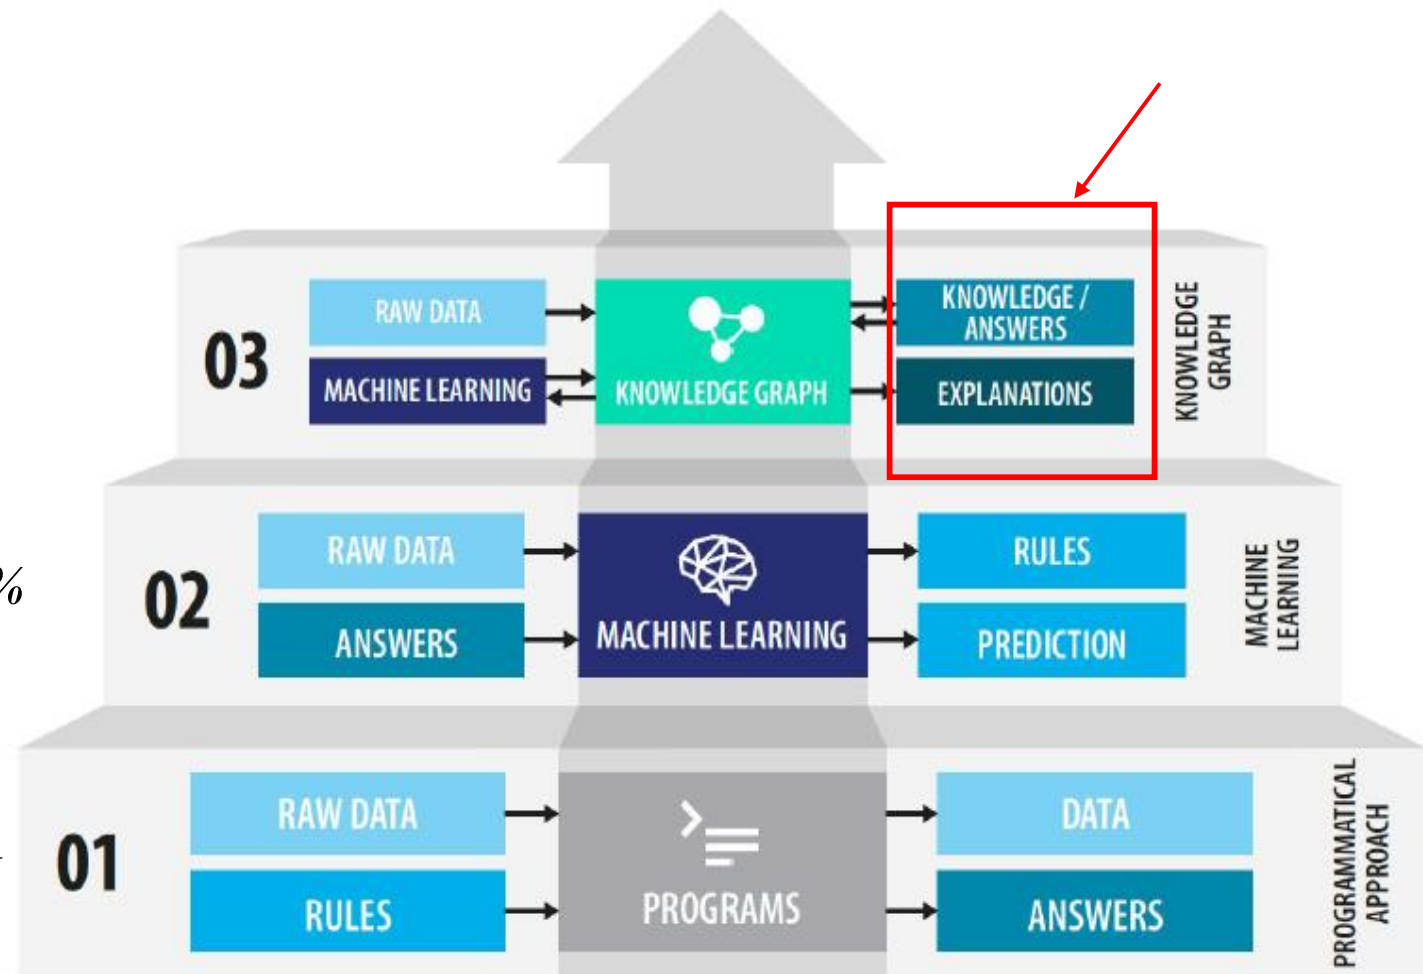 RAW DATA
MACHINE LEARNING
03
KNOWLEDGE GRAPH
KNOWLEDGE /
ANSWERS
EXPLANATIONS
KNOWLEDGE
GRAPH
02
%
RAW DATA
ANSWERS
MACHINE LEARNING
RULES
PREDICTION
MACHINE
LEARNING
01
RAW DATA
RULES
PROGRAMS
DATA
ANSWERS
PROGRAMMATICAL
APPROACH